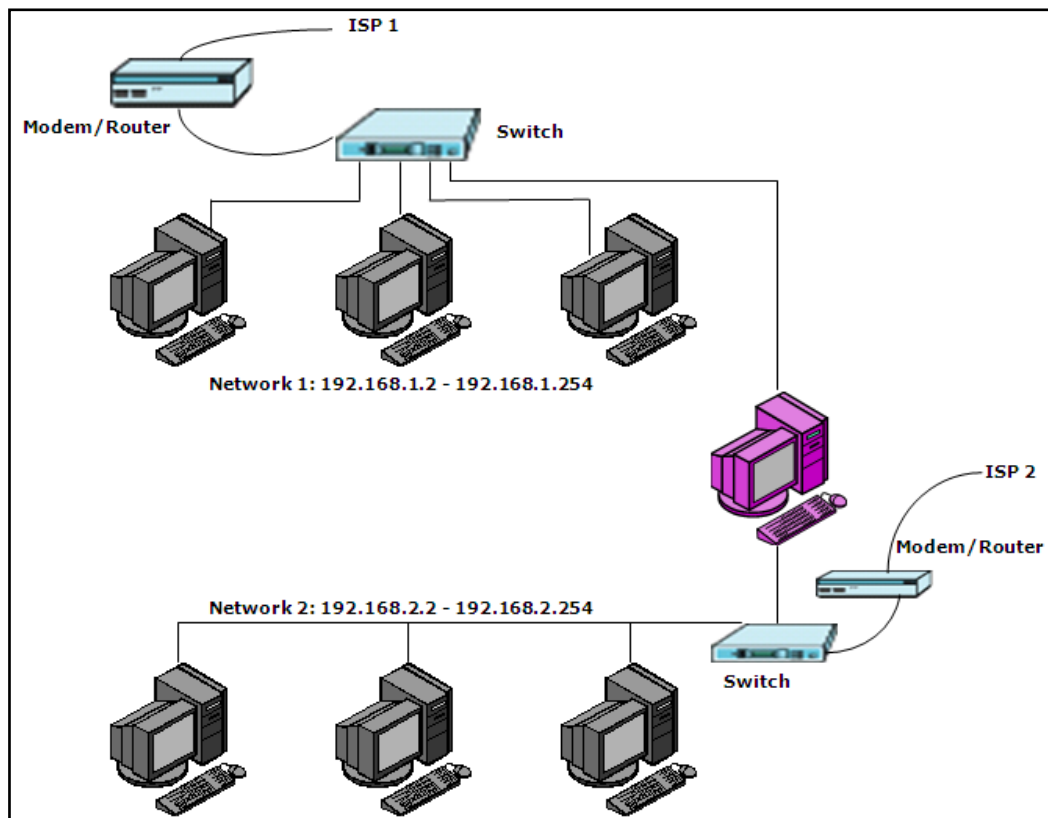 ISP 1
Modem/Router
Switch
Network 1: 192.168.1.2 - 192.168.1.254
ISP 2
Modem/Router
Network 2: 192.168.2.2 - 192.168.2.254
Switch